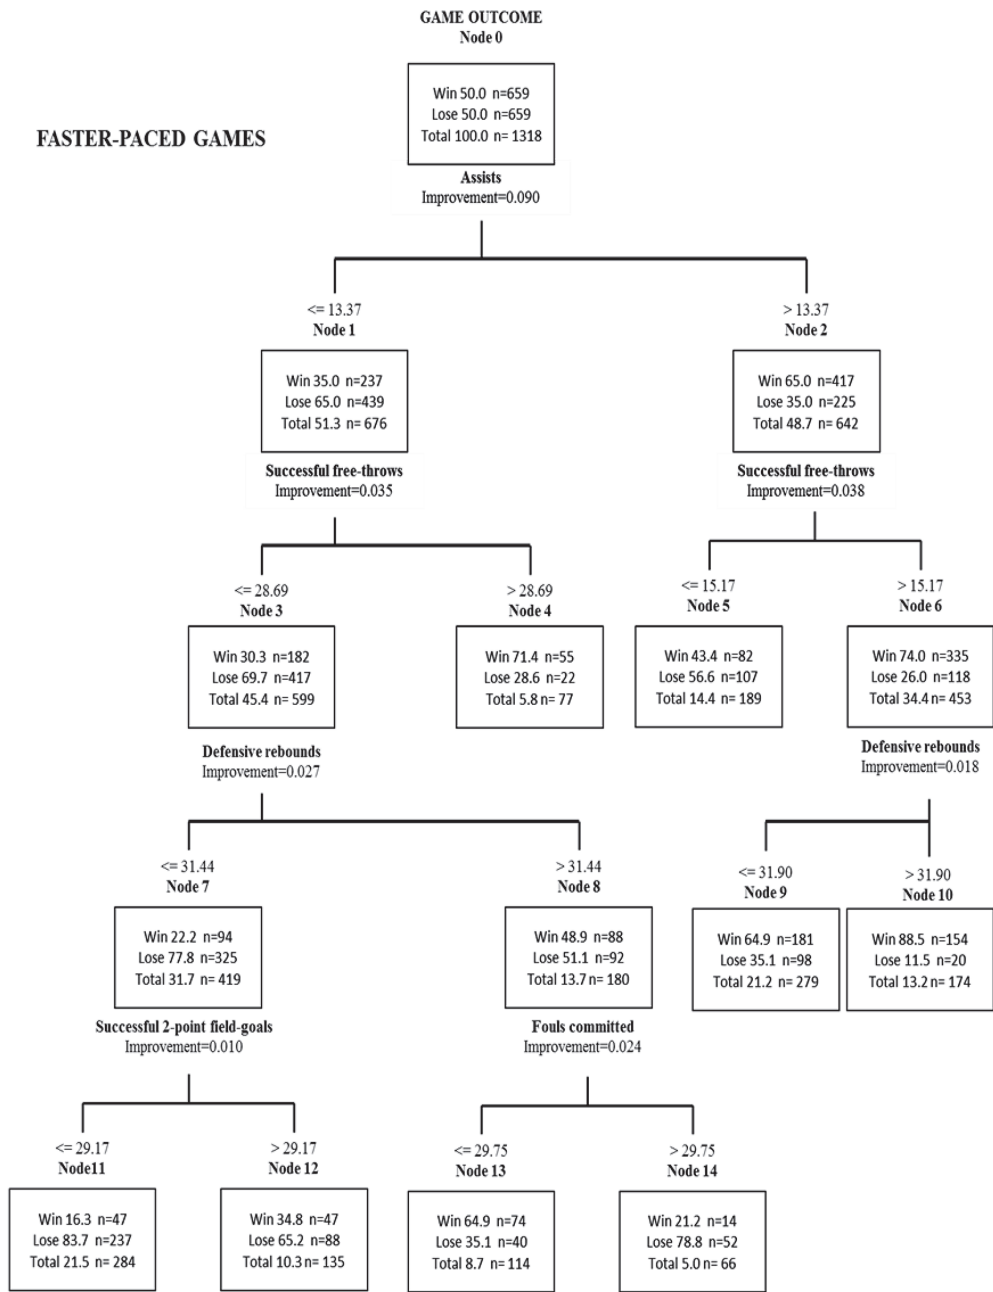 GAME OUTCOME
Node 0
Win 50.0 n=659
Lose 50.0 n=659
Total 100.0 n= 1318
FASTER-PACED GAMES
Assists
Improvement=0.090
<= 13.37
Node 1
Win 35.0 n=237
Lose 65.0 n=439
Total 51.3 n= 676
Successful free-throws
Improvement=0.035
> 13.37
Node 2
Win 65.0 n=417
Lose 35.0 n=225
Total 48.7 n= 642
Successful free-throws
Improvement=0.038
<= 28.69
Node 3
Win 30.3 n=182
Lose 69.7 n=417
Total 45.4 n= 599
Defensive rebounds
Improvement=0.027
> 28.69
Node 4
Win 71.4 n=55
Lose 28.6 n=22
Total 5.8 n= 77
<= 15.17
Node 5
Win 43.4 n=82
Lose 56.6 n=107
Total 14.4 n= 189
> 15.17
Node 6
Win 74.0 n=335
Lose 26.0 n=118
Total 34.4 n= 453
Defensive rebounds
Improvement=0.018
<= 31.44
Node 7
Win 22.2 n=94
Lose 77.8 n=325
Total 31.7 n= 419
Successful 2-point field-goals
Improvement=0.010
> 31.44
Node 8
Win 48.9 n=88
Lose 51.1 n=92
Total 13.7 n= 180
Fouls committed
Improvement=0.024
<= 31.90
Node 9
Win 64.9 n=181
Lose 35.1 n=98
Total 21.2 n= 279
> 31.90
Node 10
Win 88.5 n=154
Lose 11.5 n=20
Total 13.2 n= 174
<= 29.17
Node11
Win 16.3 n=47
Lose 83.7 n=237
Total 21.5 n= 284
> 29.17
Node 12
Win 34.8 n=47
Lose 65.2 n=88
Total 10.3 n= 135
<= 29.75
Node 13
Win 64.9 n=74
Lose 35.1 n=40
Total 8.7 n= 114
> 29.75
Node 14
Win 21.2 n=14
Lose 78.8 n=52
Total 5.0 n= 66